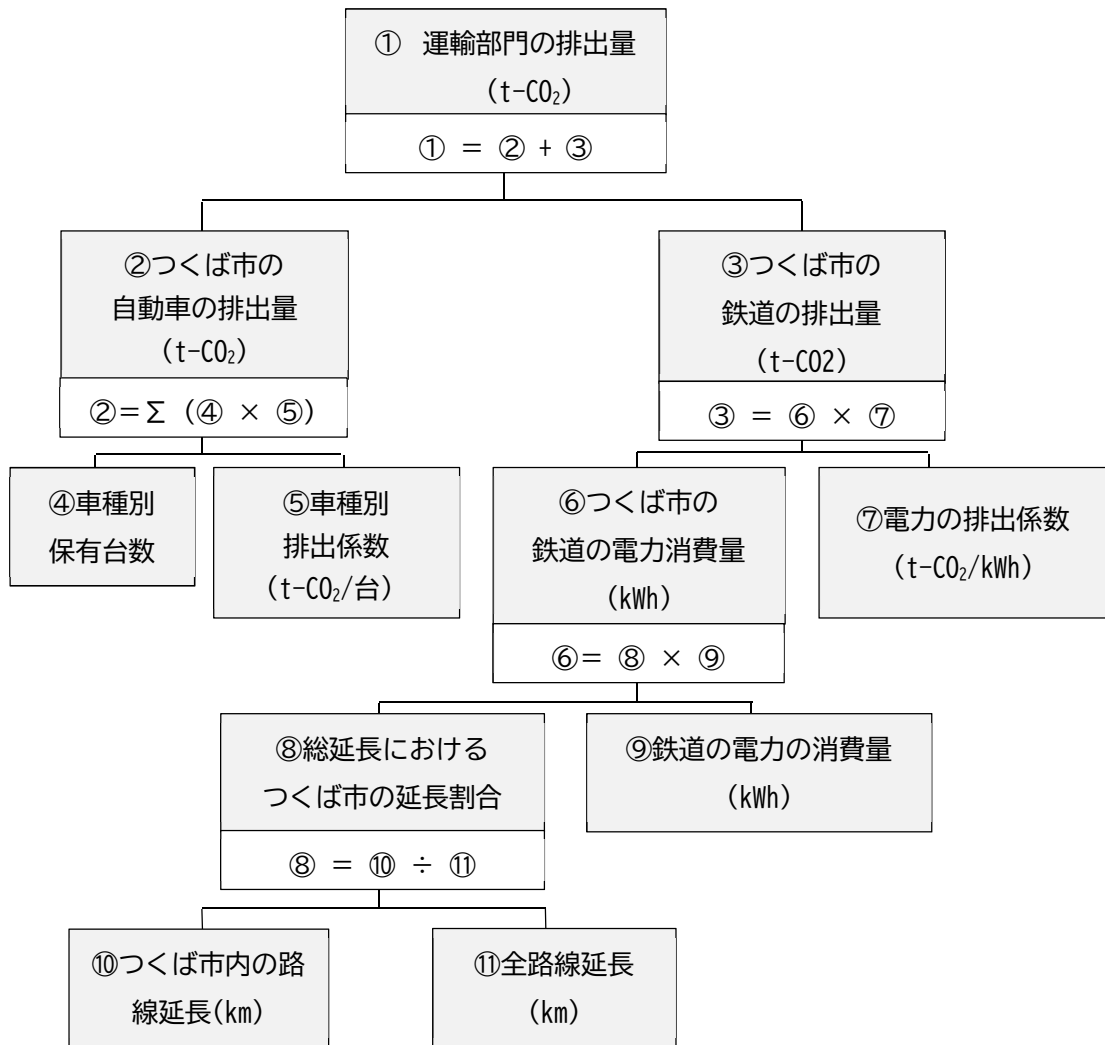 ① 運輸部門の排出量
(t-CO₂)
① = ② + ③
②つくば市の
自動車の排出量
(t-CO₂)
②=Σ (④ × ⑤)
③つくば市の
鉄道の排出量
(t-CO2)
③ = ⑥ × ⑦
④車種別
保有台数
⑤車種別
排出係数
(t-CO₂/台)
⑥つくば市の
鉄道の電力消費量
(kWh)
⑥= ⑧ × ⑨
⑦電力の排出係数
(t-CO₂/kWh)
⑧総延長における
つくば市の延長割合
⑧ = ⑩ ÷ ⑪
⑨鉄道の電力の消費量
(kWh)
⑩つくば市内の路
線延長(km)
⑪全路線延長
(km)